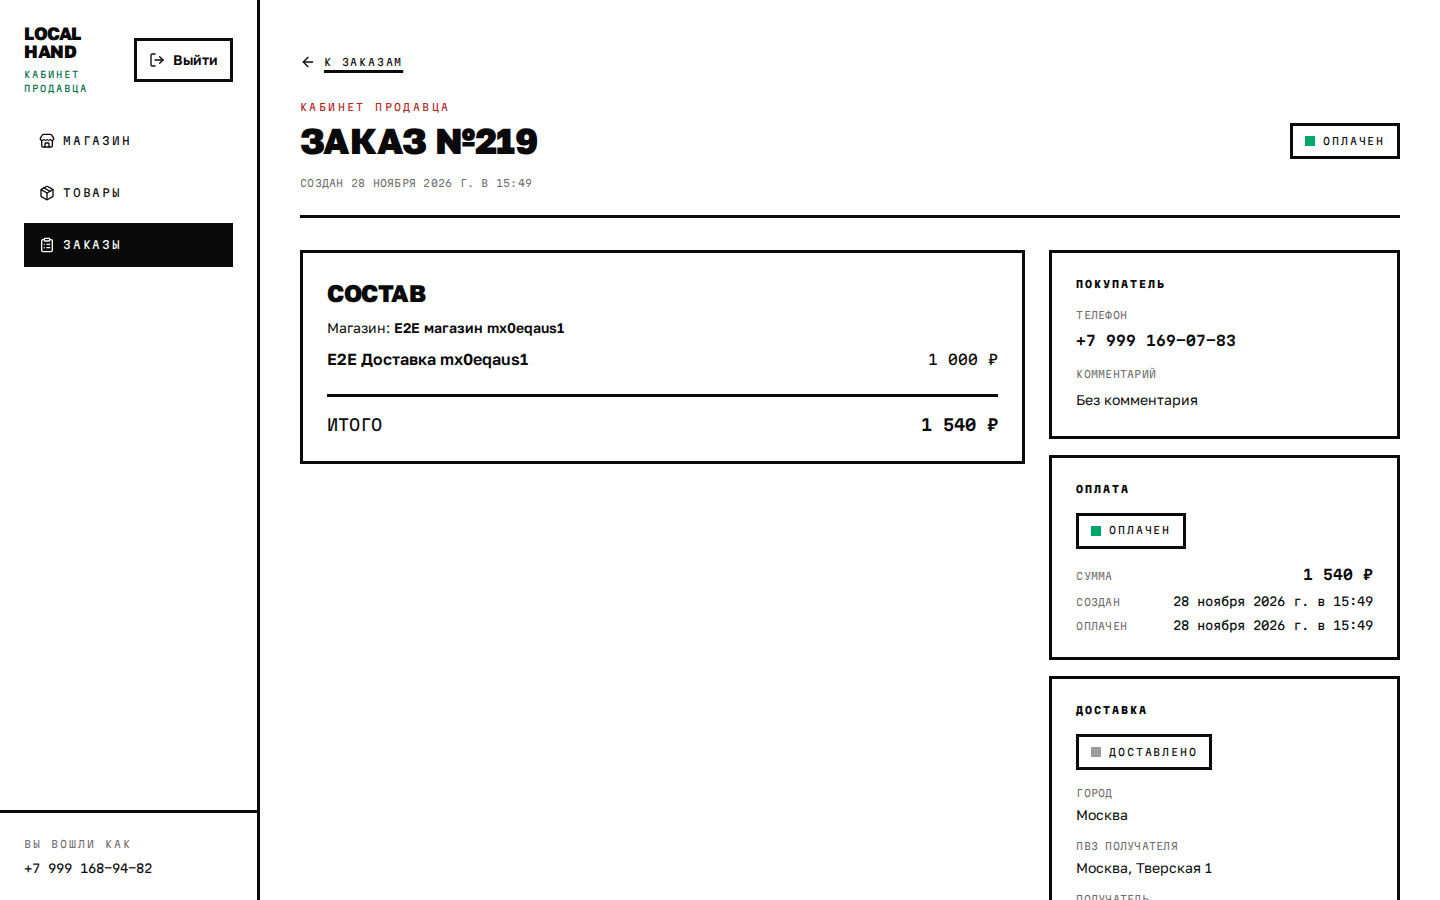 LOCAL
HAND
КАБИНЕТ
ПРОДАВЦА
Выйти
МАГАЗИН
ТОВАРЫ
ЗАКАЗЫ
ВЫ ВОШЛИ КАК
+7 999 168-94-82
К ЗАКАЗАМ
КАБИНЕТ ПРОДАВЦА
ЗАКАЗ №219
СОЗДАН 28 НОЯБРЯ 2026 Г. В 15:49
ОПЛАЧЕН
СОСТАВ
Магазин: E2E магазин mx0eqaus1
E2E Доставка mx0eqaus1 1 000 ₽
ИТОГО 1 540 ₽
ПОКУПАТЕЛЬ
ТЕЛЕФОН
+7 999 169-07-83
КОММЕНТАРИЙ
Без комментария
ОПЛАТА
ОПЛАЧЕН
СУММА 1 540 ₽
СОЗДАН 28 ноября 2026 г. в 15:49
ОПЛАЧЕН 28 ноября 2026 г. в 15:49
ДОСТАВКА
ДОСТАВЛЕНО
ГОРОД
Москва
ПВЗ ПОЛУЧАТЕЛЯ
Москва, Тверская 1
ПОЛУЧАТЕЛЬ